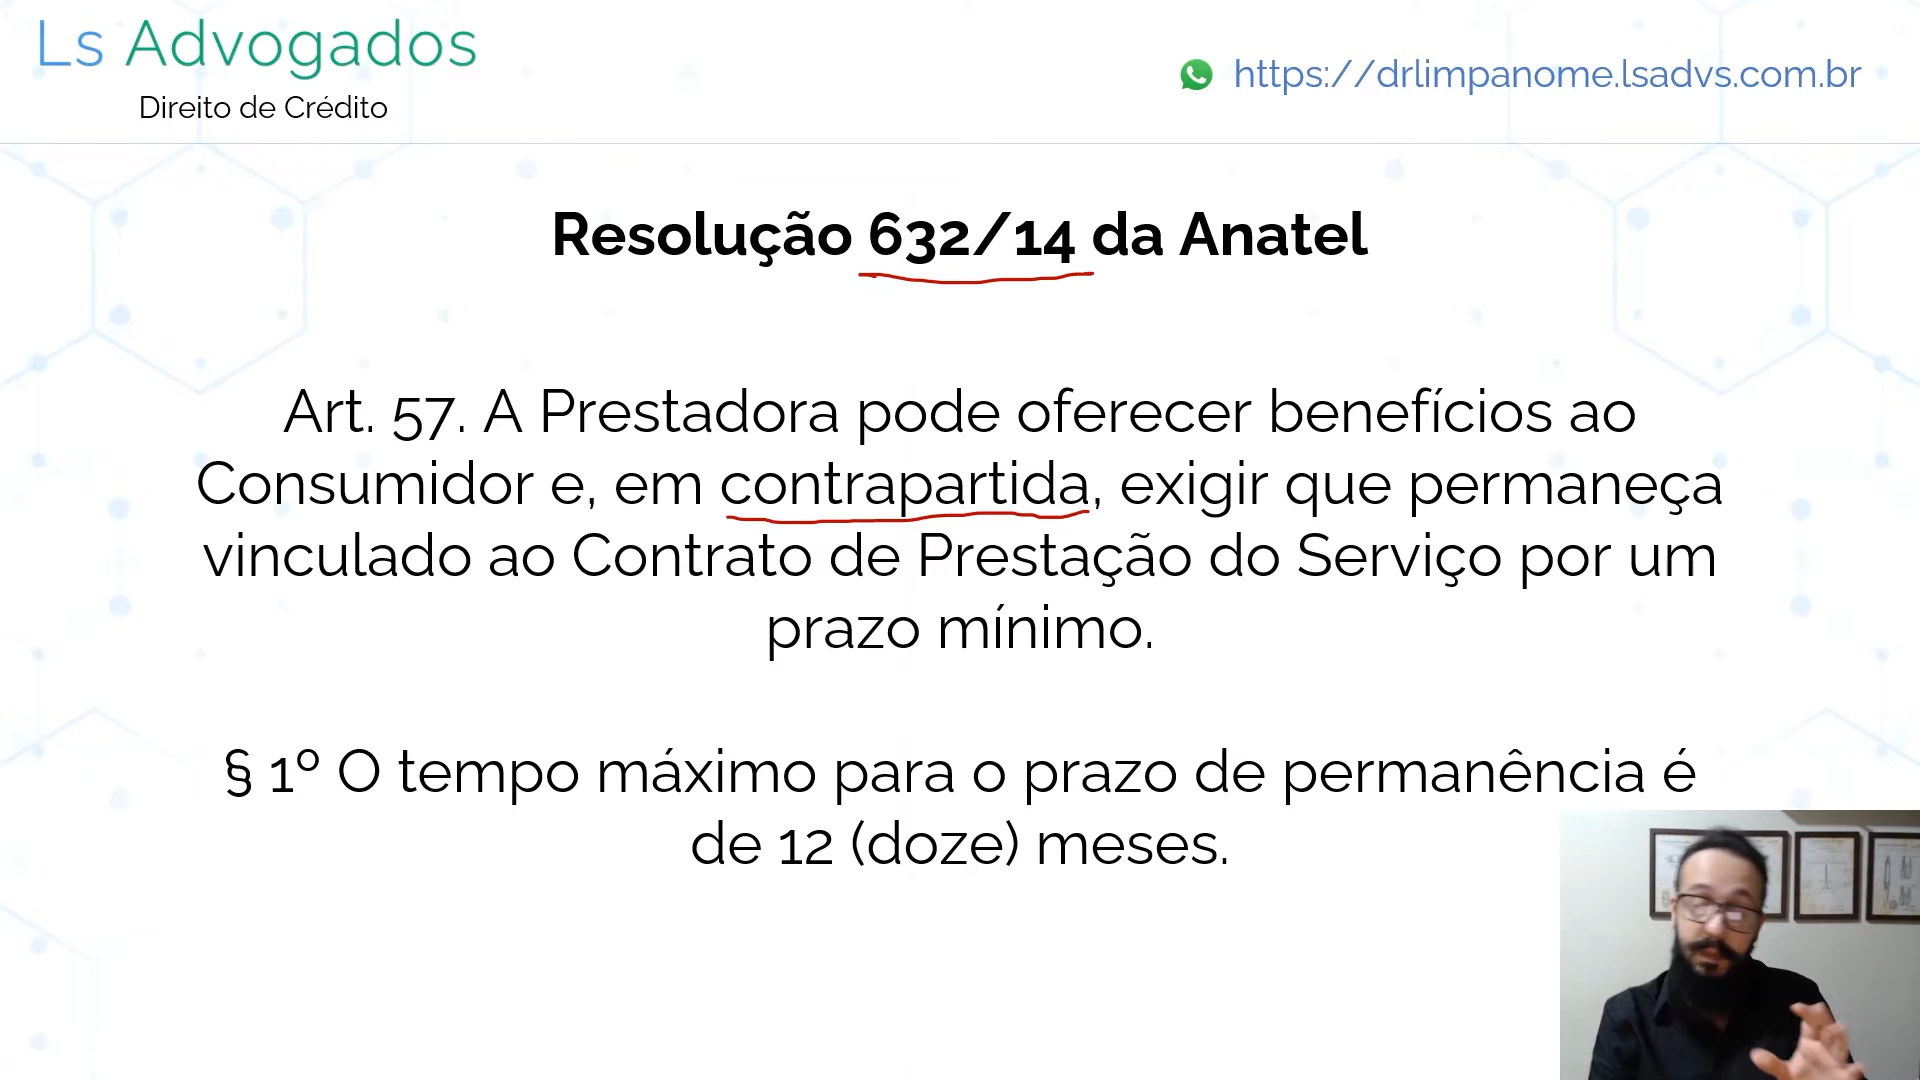 Ls Advogados
Direito de Crédito
https://drlimpanome.lsadvs.com.br
Resolução 632/14 da Anatel
Art. 57. A Prestadora pode oferecer benefícios ao
Consumidor e, em contrapartida, exigir que permaneça
vinculado ao Contrato de Prestação do Serviço por um
prazo mínimo.
§ 1º O tempo máximo para o prazo de permanência é
de 12 (doze) meses.